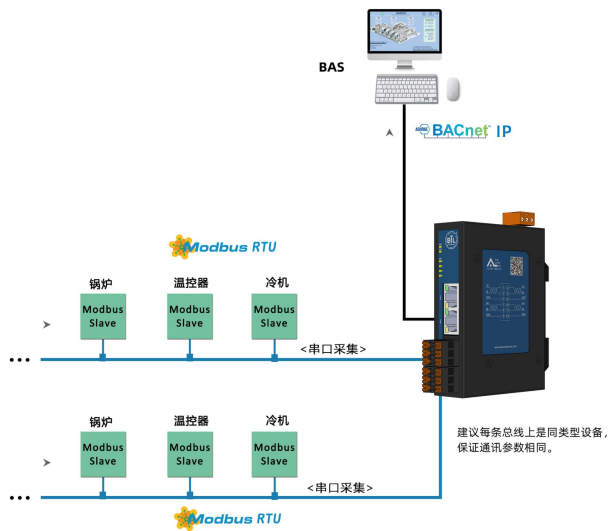 BAS
ASHRAE BACnet™ IP
Modbus RTU
BTL
锅炉
温控器
冷机
Modbus
Slave
Modbus
Slave
Modbus
Slave
<串口采集>
•••
锅炉
温控器
冷机
建议每条总线上是同类型设备，
保证通讯参数相同。
Modbus
Slave
Modbus
Slave
Modbus
Slave
<串口采集>
•••
Modbus RTU